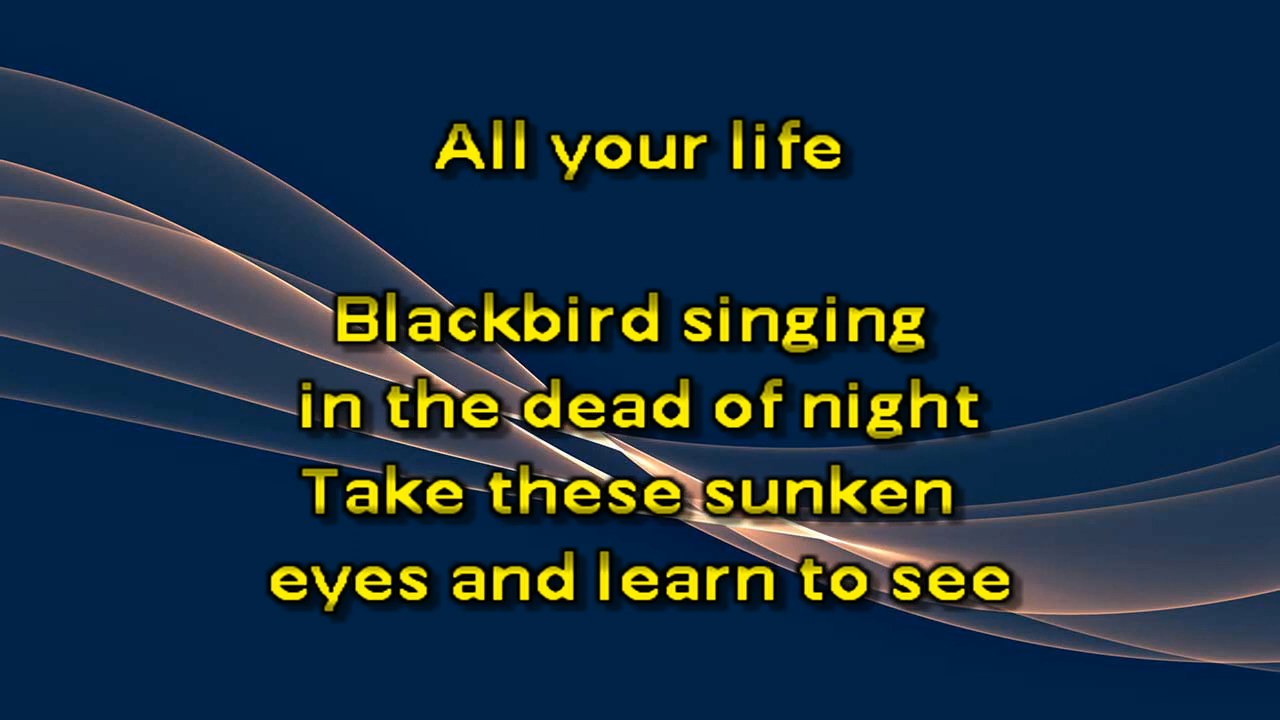 All your life
Blackbird singing
in the dead of night
Take these sunken
eyes and learn to see